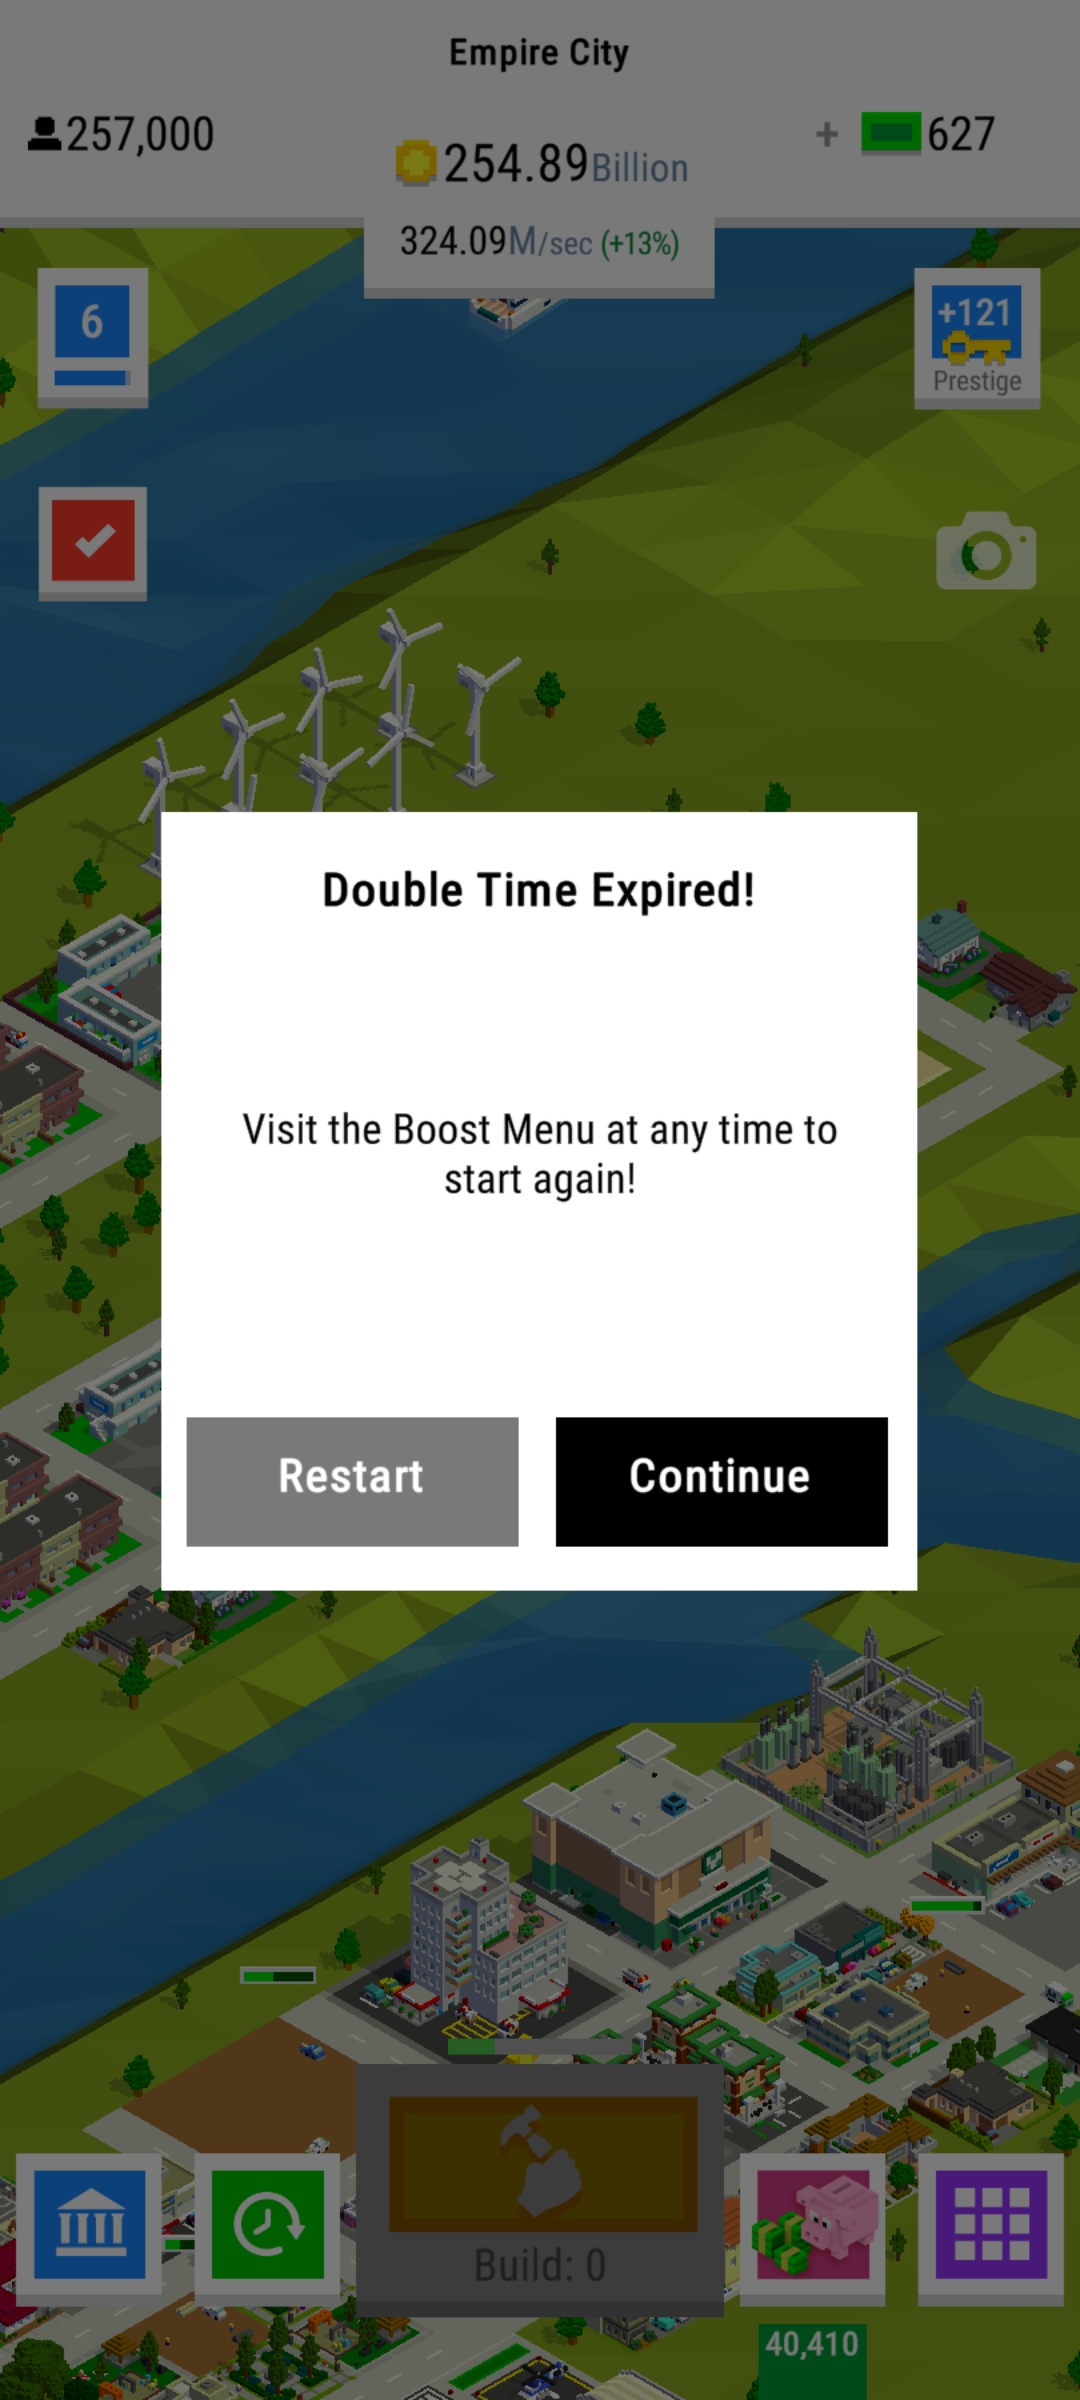 Empire City
257,000
254.89Billion
+ 627
324.09M/sec (+13%)
6
+121
Prestige
Double Time Expired!
Visit the Boost Menu at any time to
start again!
Restart
Continue
Build: 0
40,410